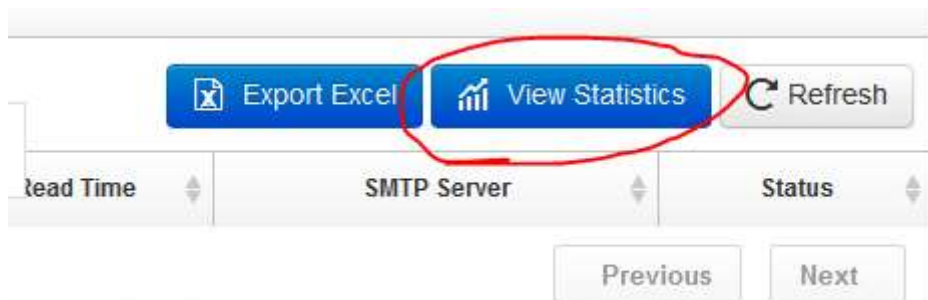 Export Excel View Statistics Refresh
Read Time SMTP Server Status
Previous Next